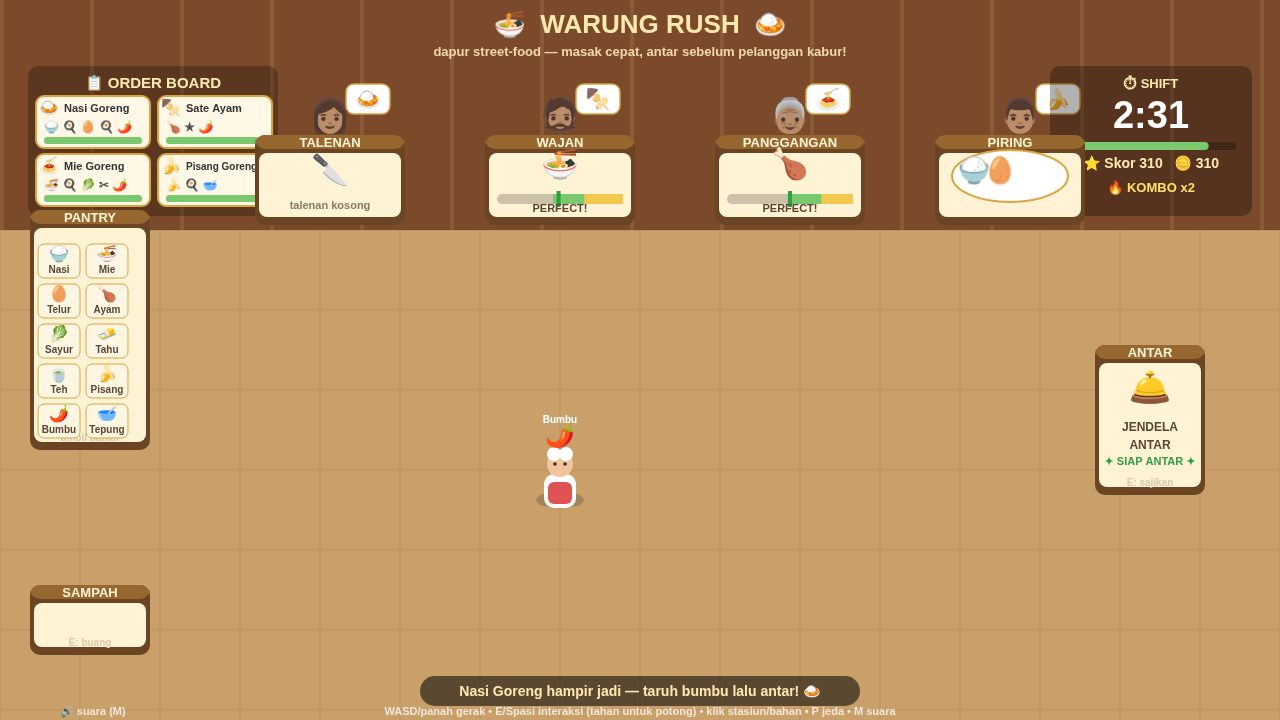 WARUNG RUSH
dapur street-food — masak cepat, antar sebelum pelanggan kabur!
ORDER BOARD
Nasi Goreng
Sate Ayam
Mie Goreng
Pisang Goreng
TALENAN
talenan kosong
WAJAN
PERFECT!
PANGGANGAN
PERFECT!
PIRING
SHIFT
2:31
Skor 310 310
KOMBO x2
PANTRY
Nasi Mie
Telur Ayam
Sayur Tahu
Teh Pisang
Bumbu Tepung
Bumbu
ANTAR
JENDELA
ANTAR
✦ SIAP ANTAR ✦
E: sajikan
SAMPAH
E: buang
Nasi Goreng hampir jadi — taruh bumbu lalu antar!
suara (M)
WASD/panah gerak • E/Spasi interaksi (tahan untuk potong) • klik stasiun/bahan • P jeda • M suara